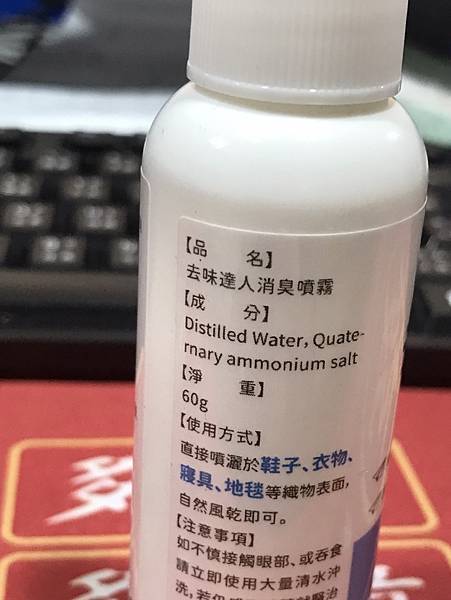 【品　　名】
去味達人消臭噴霧
【成　　分】
Distilled Water, Quate-
rnary ammonium salt
【淨　　重】
60g
【使用方式】
直接噴灑於鞋子、衣物、
寢具、地毯等織物表面,
自然風乾即可。
【注意事項】
如不慎接觸眼部、或吞食
請立即使用大量清水沖
洗,若仍